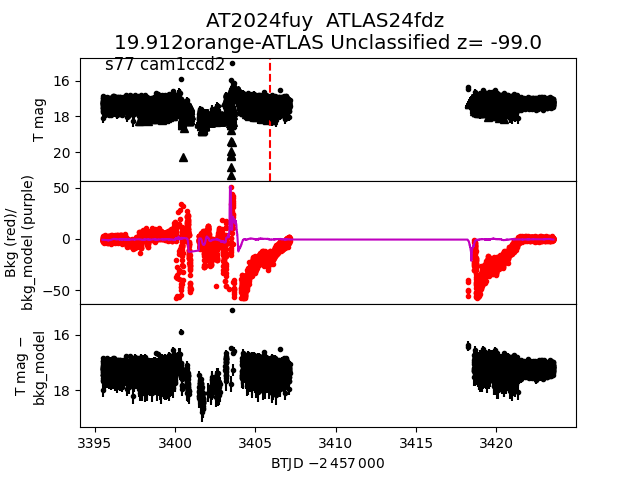 AT2024fuy  ATLAS24fdz
19.912orange-ATLAS Unclassified z= -99.0
s77 cam1ccd2
T mag
16
18
20
Bkg (red)/
bkg_model (purple)
50
0
−50
T mag −
bkg_model
16
18
3395
3400
3405
3410
3415
3420
BTJD −2 457 000